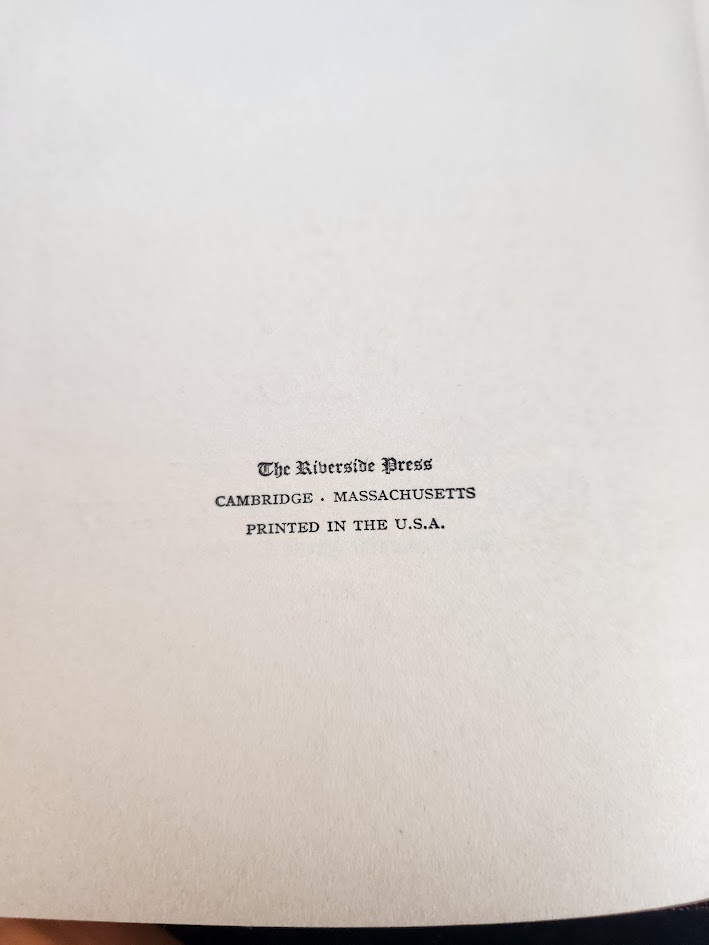 The Riverside Press
CAMBRIDGE . MASSACHUSETTS
PRINTED IN THE U.S.A.